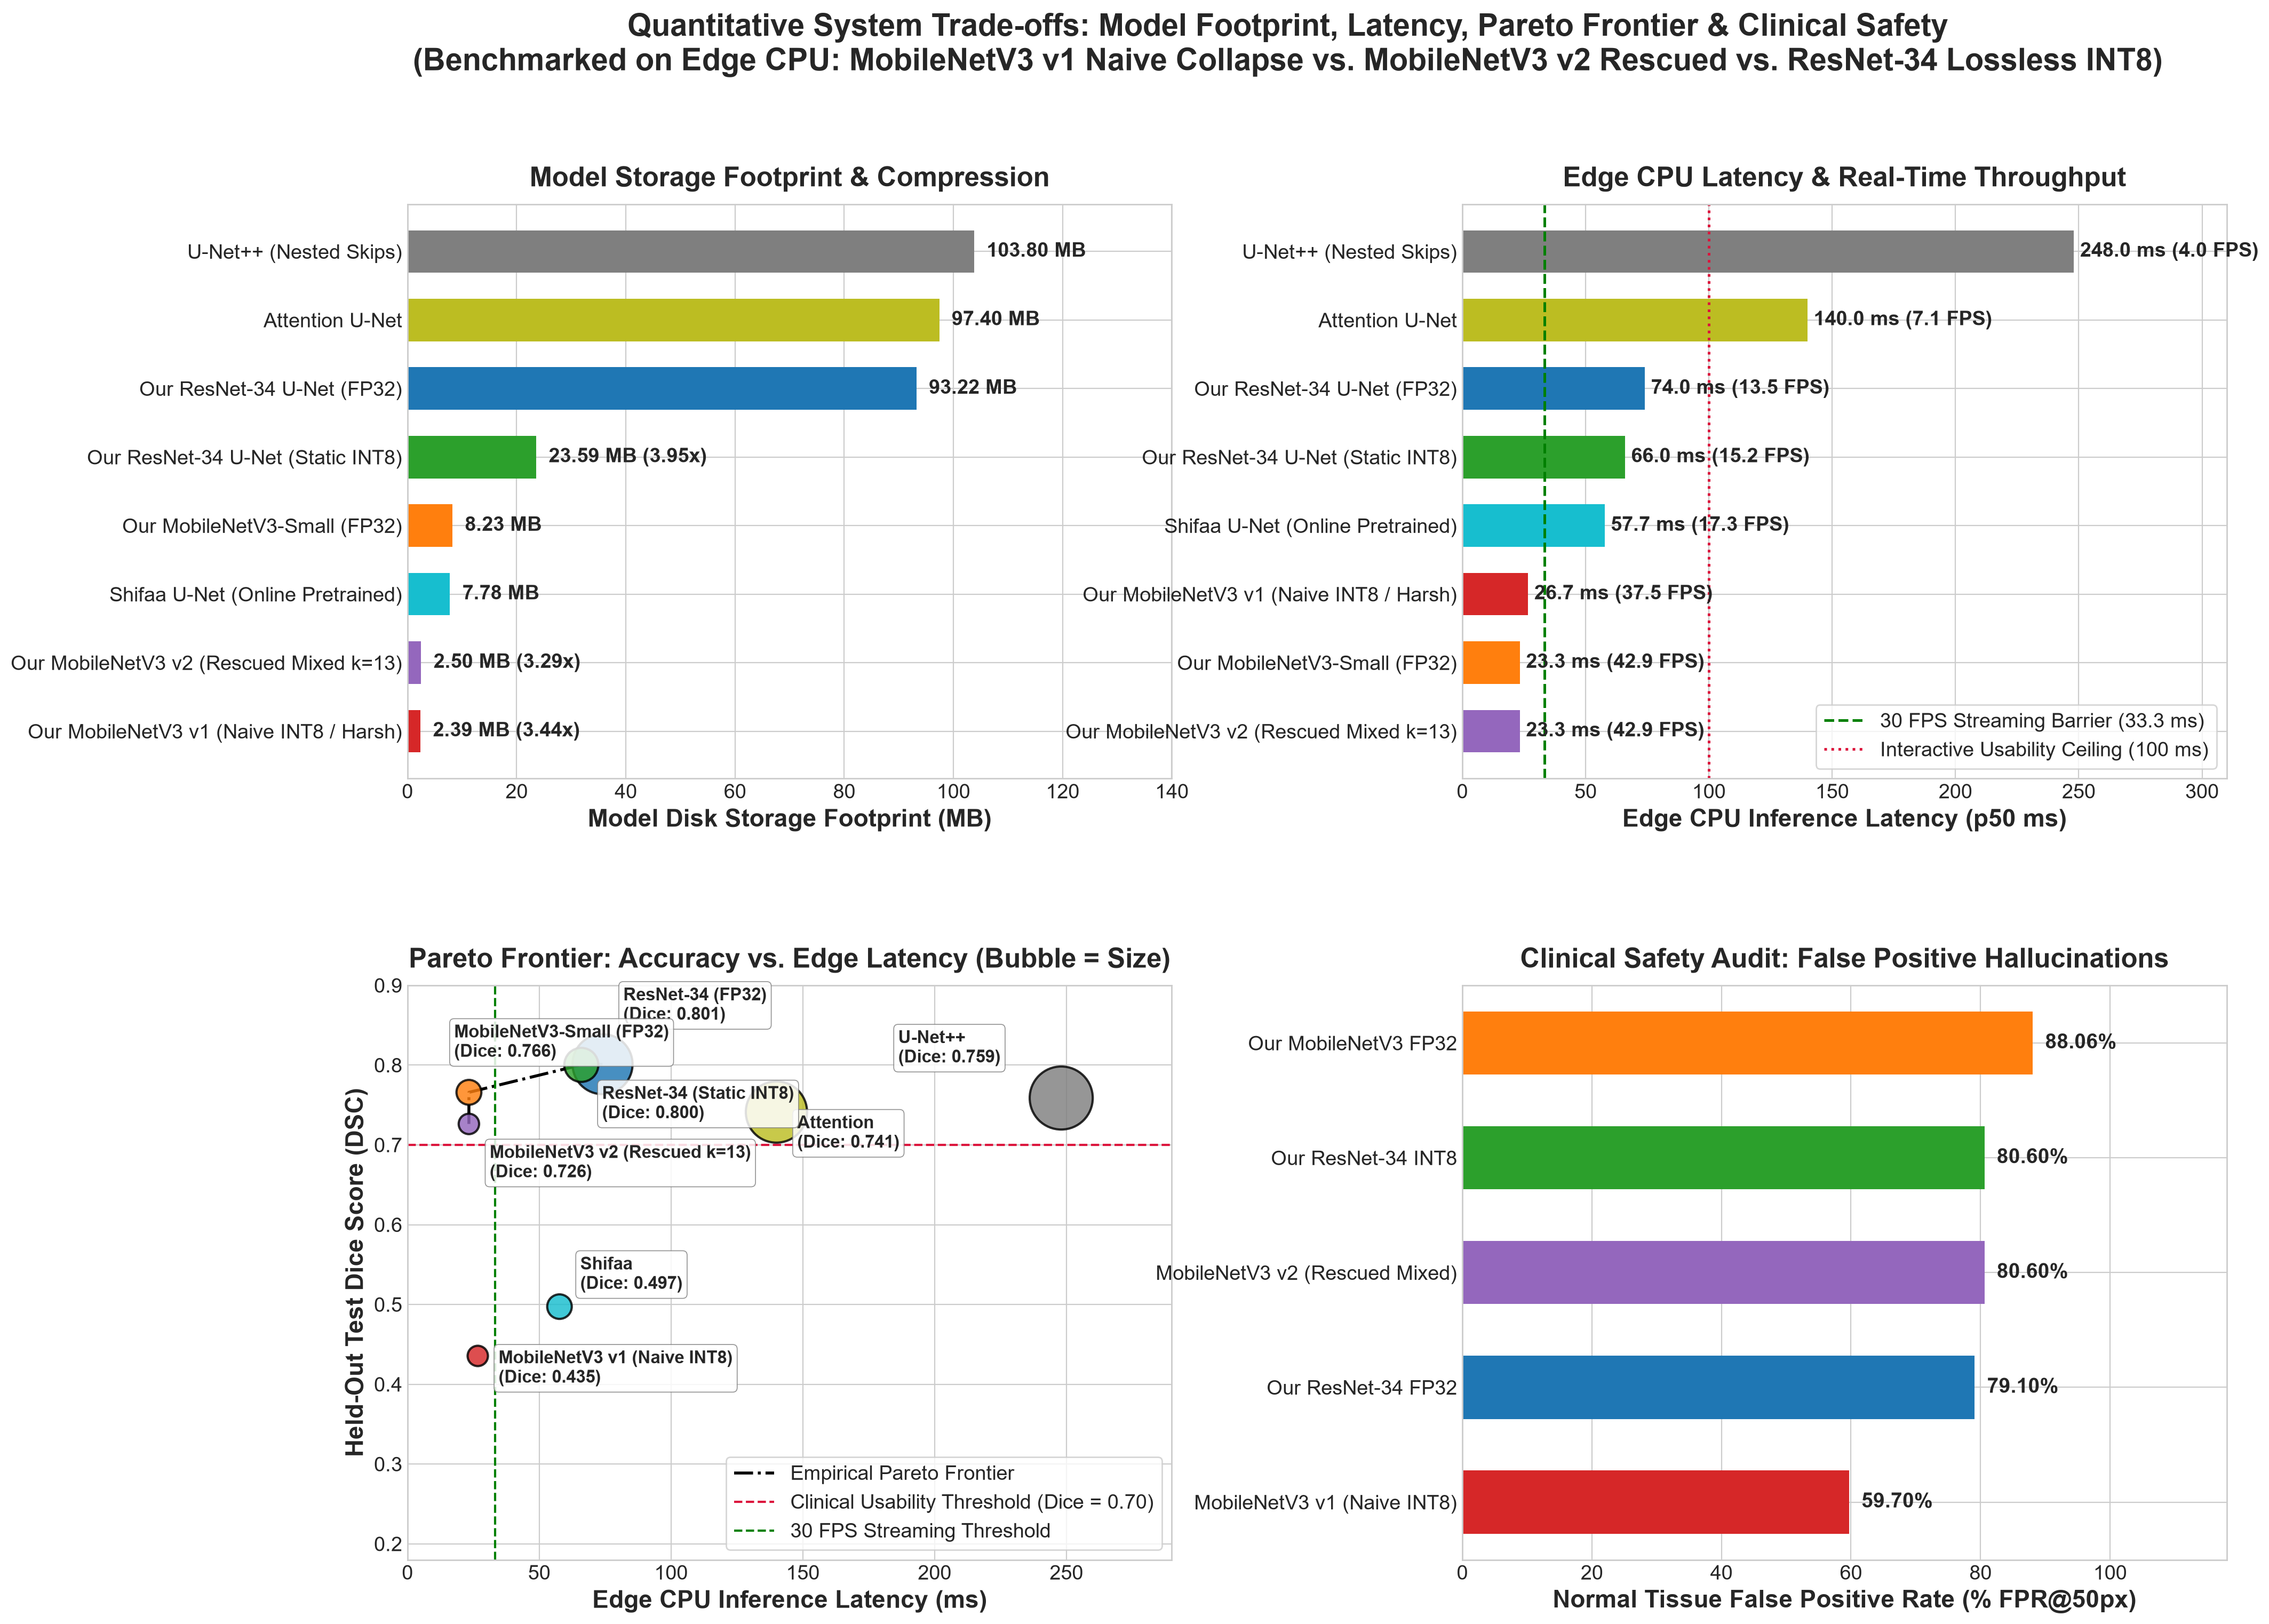 Quantitative System Trade-offs: Model Footprint, Latency, Pareto Frontier & Clinical Safety
(Benchmarked on Edge CPU: MobileNetV3 v1 Naive Collapse vs. MobileNetV3 v2 Rescued vs. ResNet-34 Lossless INT8)
Model Storage Footprint & Compression
U-Net++ (Nested Skips)
103.80 MB
Attention U-Net
97.40 MB
Our ResNet-34 U-Net (FP32)
93.22 MB
Our ResNet-34 U-Net (Static INT8)
23.59 MB (3.95x)
Our MobileNetV3-Small (FP32)
8.23 MB
Shifaa U-Net (Online Pretrained)
7.78 MB
Our MobileNetV3 v2 (Rescued Mixed k=13)
2.50 MB (3.29x)
Our MobileNetV3 v1 (Naive INT8 / Harsh)
2.39 MB (3.44x)
0 20 40 60 80 100 120 140
Model Disk Storage Footprint (MB)
Edge CPU Latency & Real-Time Throughput
U-Net++ (Nested Skips)
248.0 ms (4.0 FPS)
Attention U-Net
140.0 ms (7.1 FPS)
Our ResNet-34 U-Net (FP32)
74.0 ms (13.5 FPS)
Our ResNet-34 U-Net (Static INT8)
66.0 ms (15.2 FPS)
Shifaa U-Net (Online Pretrained)
57.7 ms (17.3 FPS)
Our MobileNetV3 v1 (Naive INT8 / Harsh)
26.7 ms (37.5 FPS)
Our MobileNetV3-Small (FP32)
23.3 ms (42.9 FPS)
Our MobileNetV3 v2 (Rescued Mixed k=13)
23.3 ms (42.9 FPS)
30 FPS Streaming Barrier (33.3 ms)
Interactive Usability Ceiling (100 ms)
0 50 100 150 200 250 300
Edge CPU Inference Latency (p50 ms)
Pareto Frontier: Accuracy vs. Edge Latency (Bubble = Size)
Held-Out Test Dice Score (DSC)
0.9
0.8
0.7
0.6
0.5
0.4
0.3
0.2
ResNet-34 (FP32)
(Dice: 0.801)
MobileNetV3-Small (FP32)
(Dice: 0.766)
U-Net++
(Dice: 0.759)
ResNet-34 (Static INT8)
(Dice: 0.800)
Attention
(Dice: 0.741)
MobileNetV3 v2 (Rescued k=13)
(Dice: 0.726)
Shifaa
(Dice: 0.497)
MobileNetV3 v1 (Naive INT8)
(Dice: 0.435)
Empirical Pareto Frontier
Clinical Usability Threshold (Dice = 0.70)
30 FPS Streaming Threshold
0 50 100 150 200 250
Edge CPU Inference Latency (ms)
Clinical Safety Audit: False Positive Hallucinations
Our MobileNetV3 FP32
88.06%
Our ResNet-34 INT8
80.60%
MobileNetV3 v2 (Rescued Mixed)
80.60%
Our ResNet-34 FP32
79.10%
MobileNetV3 v1 (Naive INT8)
59.70%
0 20 40 60 80 100
Normal Tissue False Positive Rate (% FPR@50px)